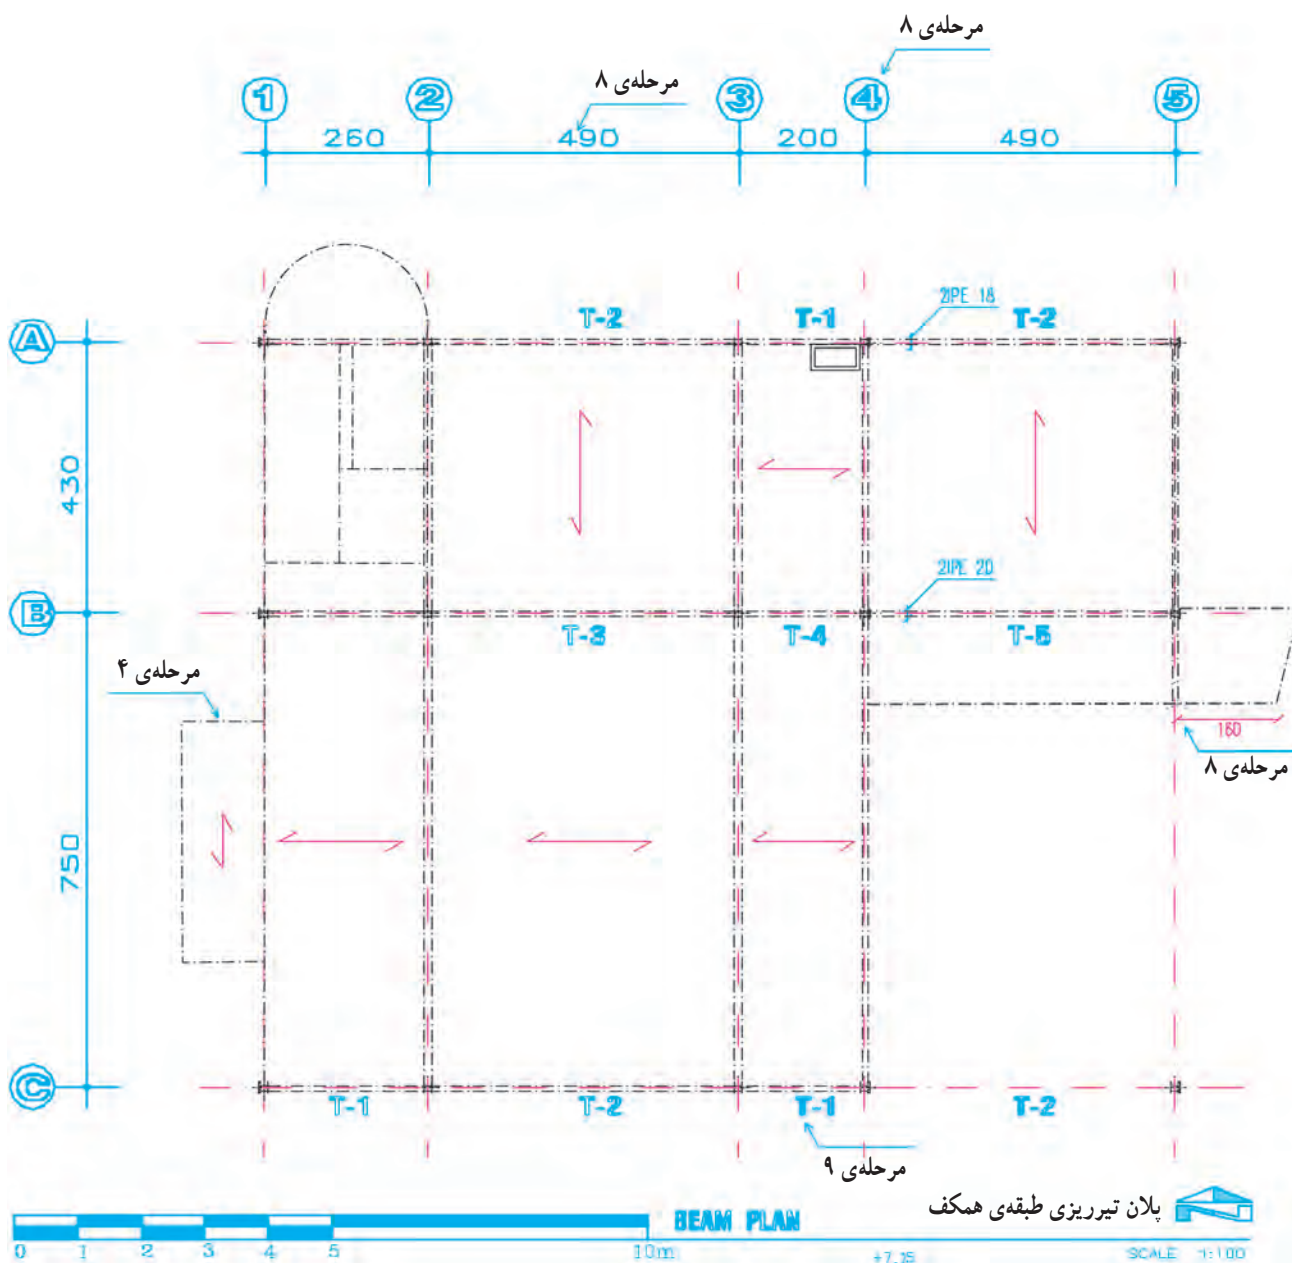 مرحله‌ی ۸
مرحله‌ی ۸
1 2 3 4 5
260 490 200 490
2IPE 18
T-2 T-1 T-2
A
430
2IPE 20
B
T-3 T-4 T-5
مرحله‌ی ۴
160
مرحله‌ی ۸
750
C
T-1 T-2 T-1 T-2
مرحله‌ی ۹
پلان تیرریزی طبقه‌ی همکف
BEAM PLAN
0 1 2 3 4 5 10m
SCALE 1:100